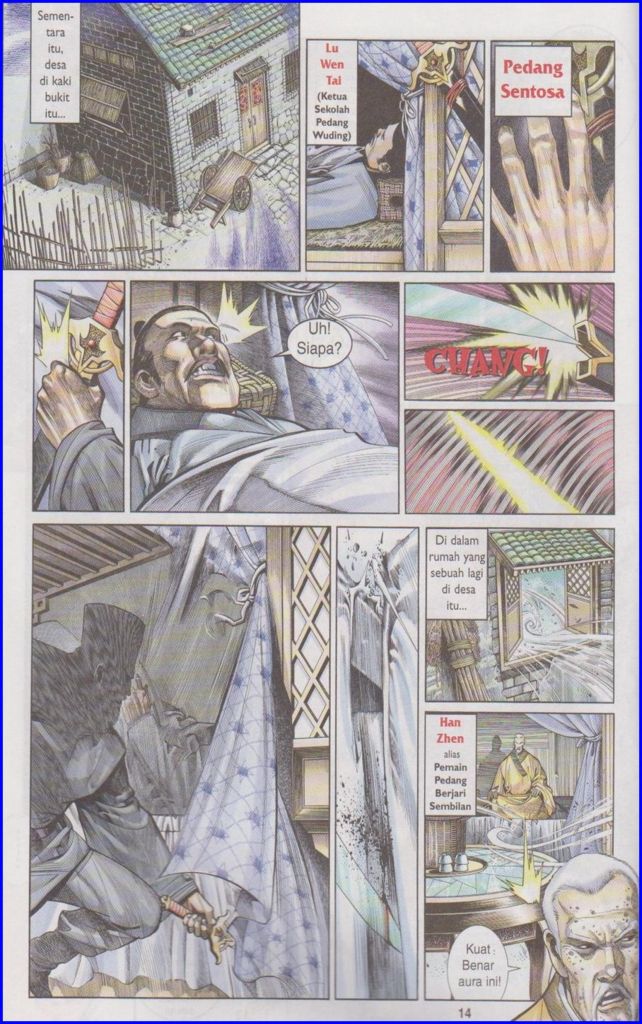 Semen-
tara
itu,
desa
di kaki
bukit
itu...
Lu
Wen
Tai
(Ketua
Sekolah
Pedang
Wuding)
Pedang
Sentosa
Uh!
Siapa?
CHANG!
Di dalam
rumah yang
sebuah lagi
di desa
itu...
Han
Zhen
alias
Pemain
Pedang
Berjari
Sembilan
Kuat
Benar
aura ini!
14